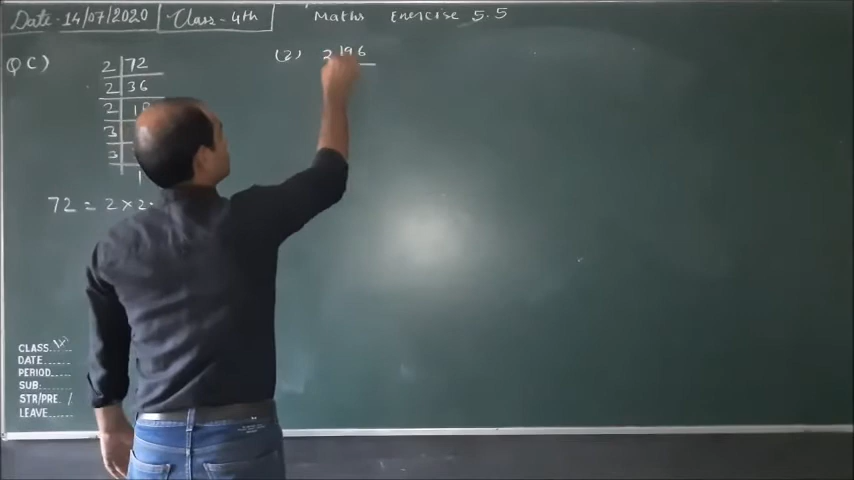 Date - 14/07/2020 Class - 4th Maths Exercise 5.5
Q C)
2 72
2 36
2 18
3
3
1
72 = 2 × 2
(2) 2 196
CLASS
DATE
PERIOD
SUB
STR/PRE
LEAVE